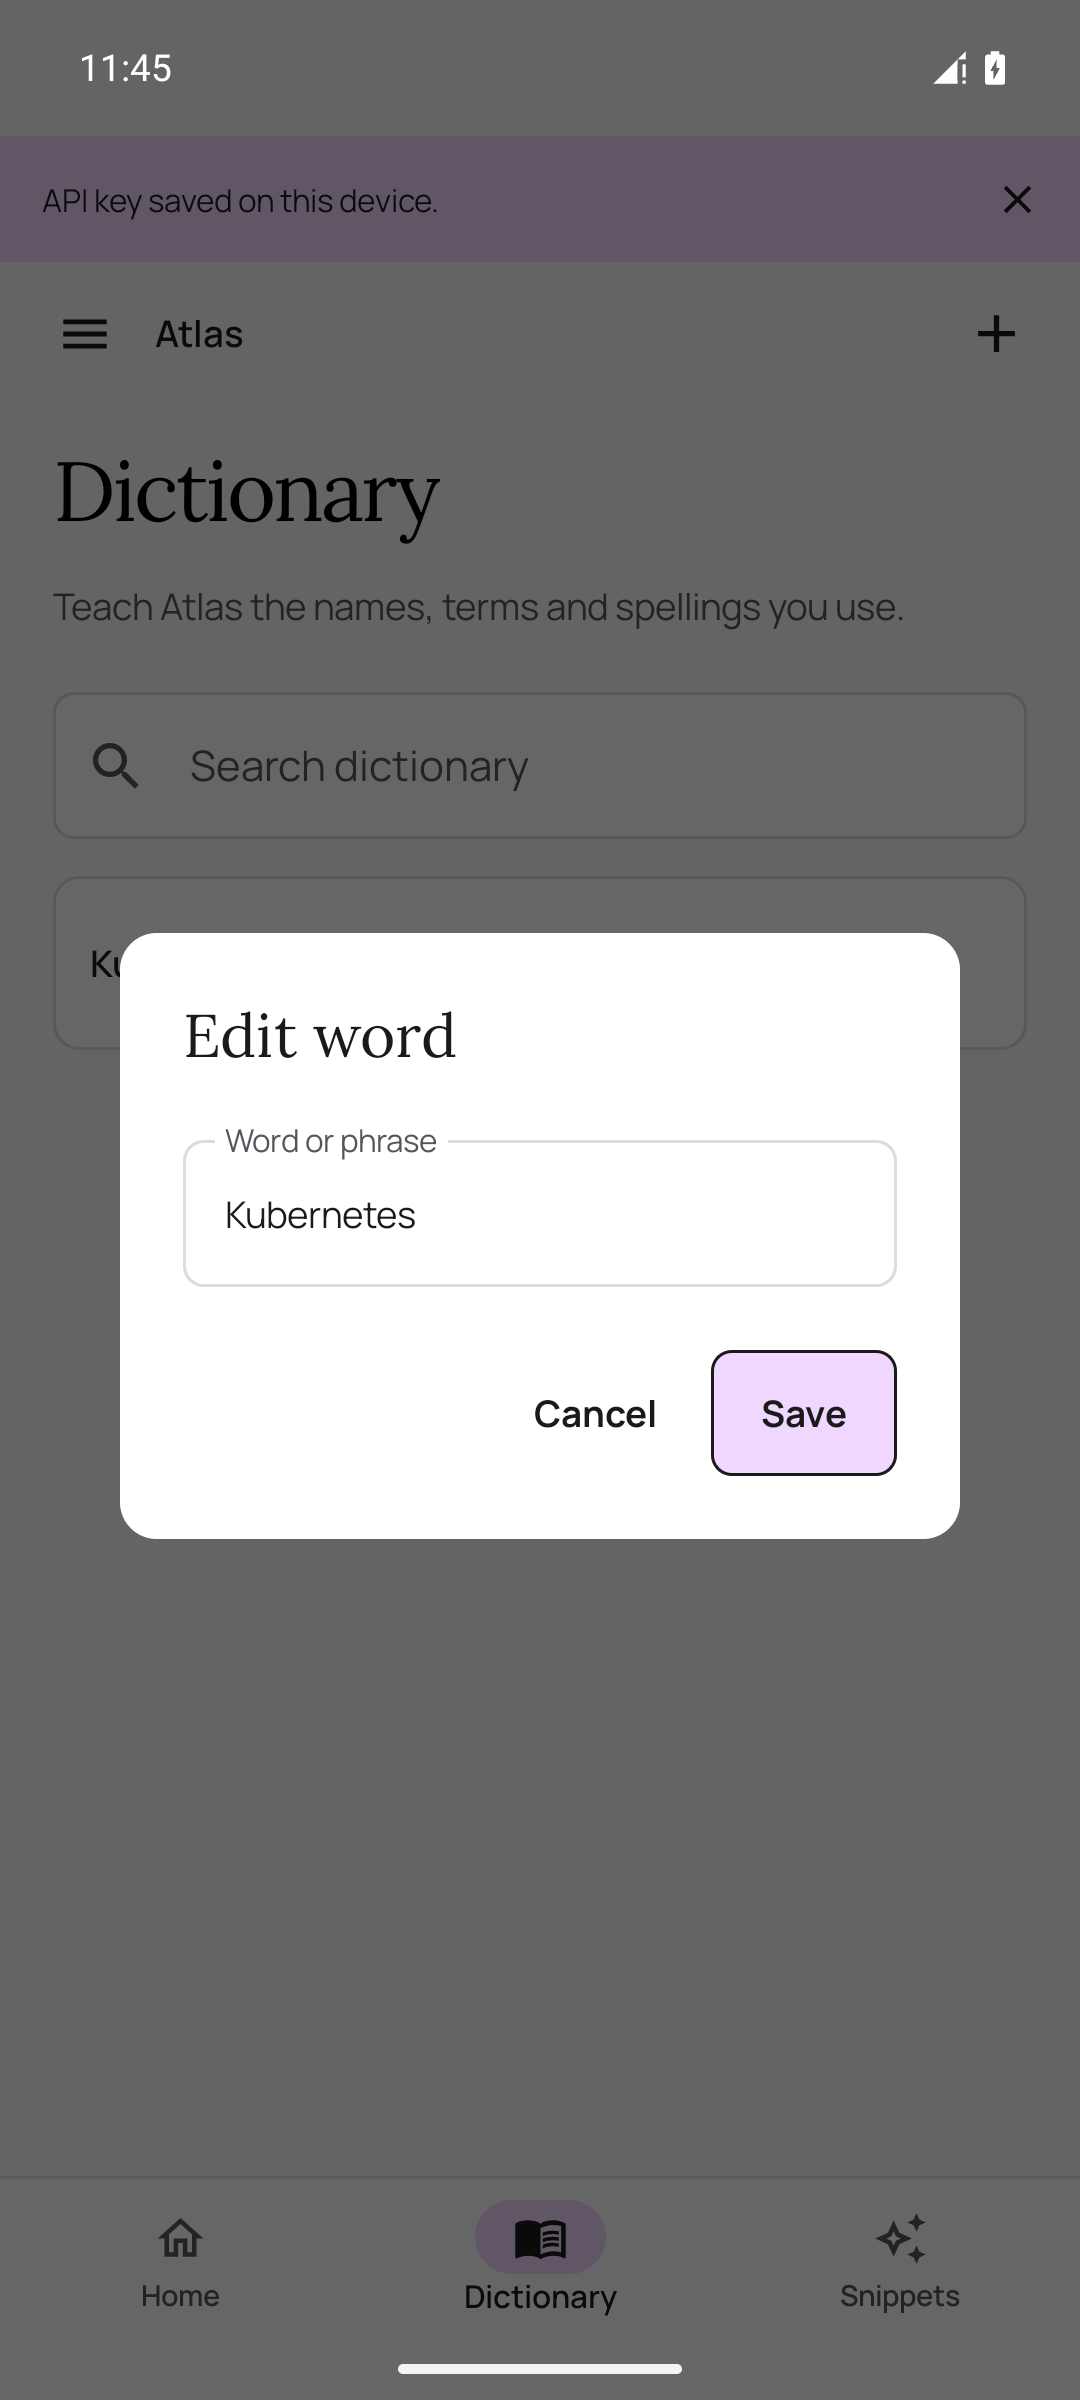 11:45
API key saved on this device.
Atlas
Dictionary
Teach Atlas the names, terms and spellings you use.
Search dictionary
Edit word
Word or phrase
Kubernetes
Cancel
Save
Home
Dictionary
Snippets